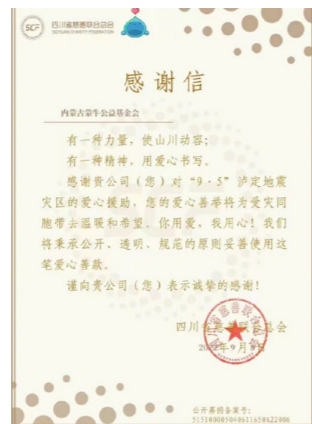 SCF
四川省慈善联合总会
SICHUAN CHARITY FEDERATION
感谢信
内蒙古蒙牛公益基金会
有一种力量，使山川动容；
有一种精神，用爱心书写。
感谢贵公司（您）对“9·5”泸定地震
灾区的爱心援助，您的爱心善举将为受灾同
胞带去温暖和希望。你用爱，我用心！我们
将秉承公开、透明、规范的原则妥善使用这
笔爱心善款。
谨向贵公司（您）表示诚挚的感谢！
四川省慈善联合总会
公开募捐备案号：